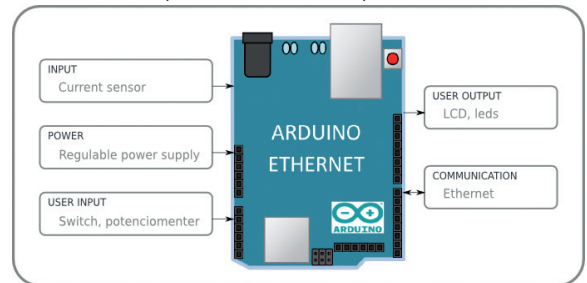 INPUT
Current sensor
POWER
Regulable power supply
USER INPUT
Switch, potenciomenter
ARDUINO
ETHERNET
ARDUINO
USER OUTPUT
LCD, leds
COMMUNICATION
Ethernet